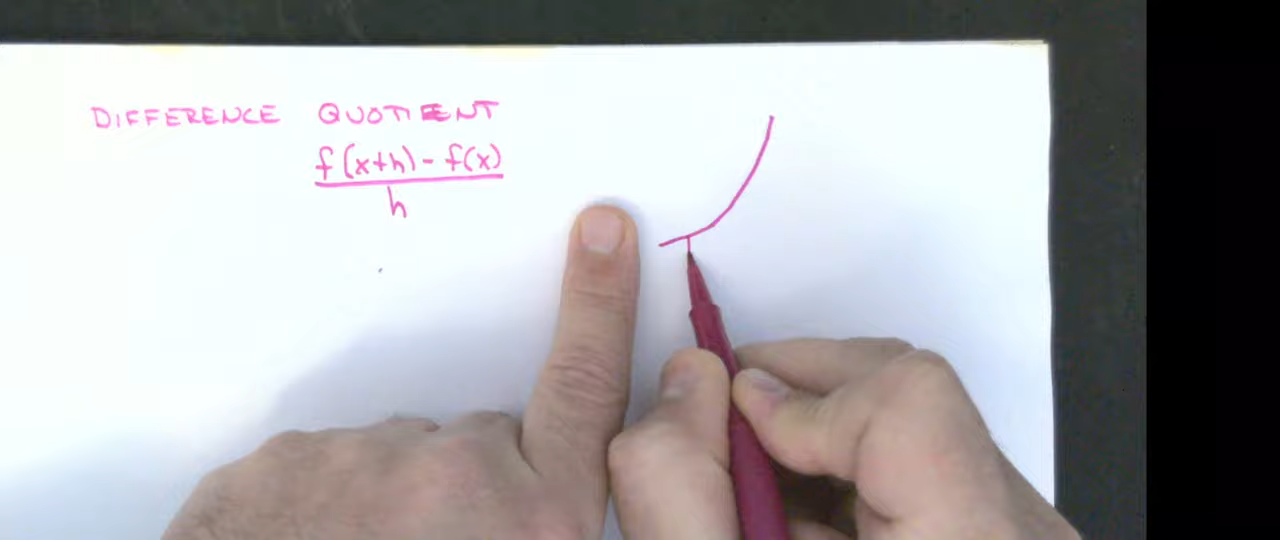 DIFFERENCE QUOTIENT
f(x+h) - f(x)
h